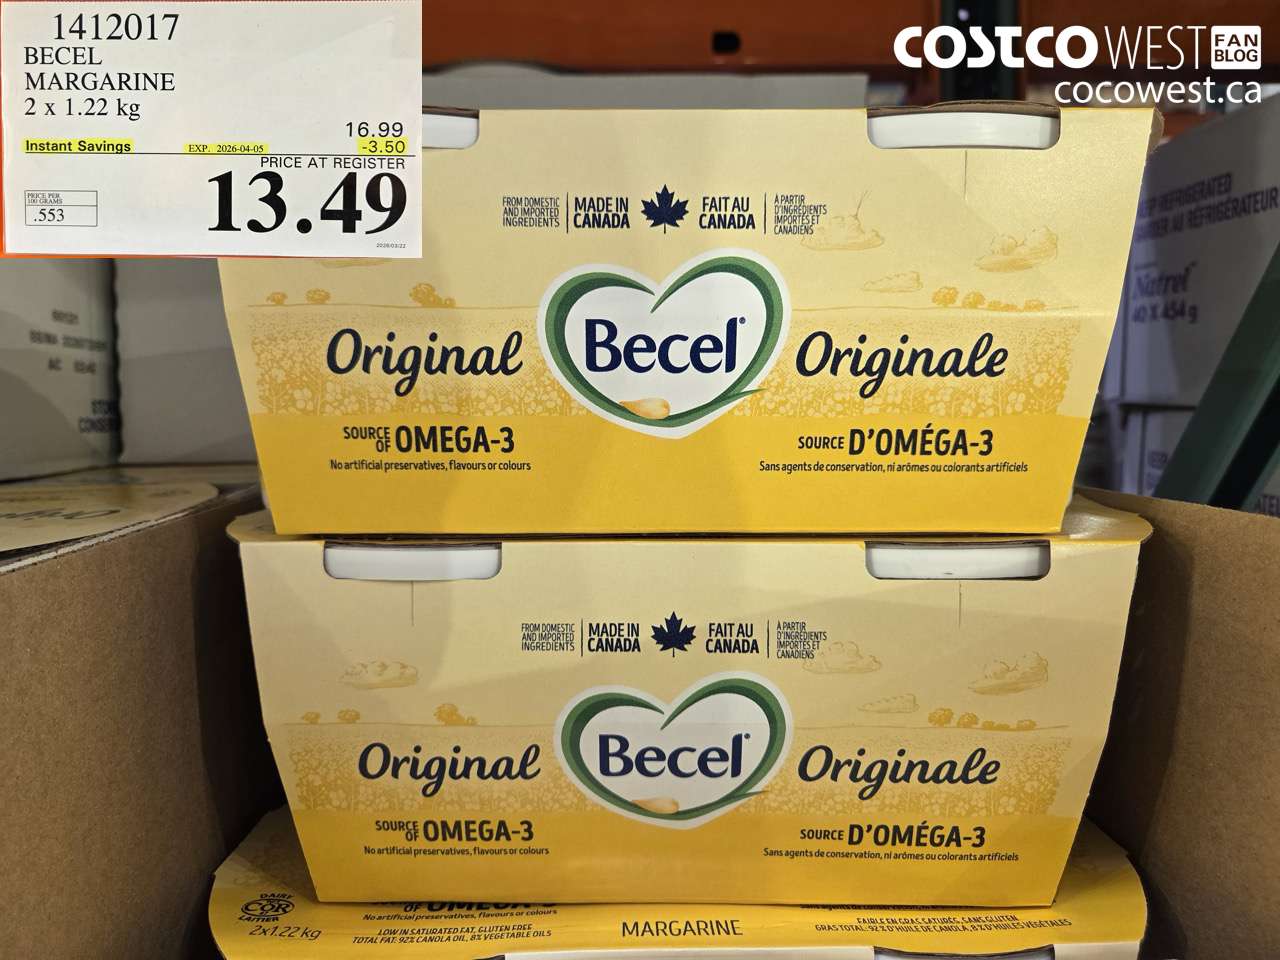 1412017
BECEL
MARGARINE
2 x 1.22 kg
16.99
Instant Savings EXP. 2026-04-05 -3.50
PRICE AT REGISTER
13.49
PRICE PER
100 GRAMS
.553
2026/03/22
COSTCO WEST FAN BLOG
cocowest.ca
FROM DOMESTIC
AND IMPORTED
INGREDIENTS
MADE IN
CANADA
FAIT AU
CANADA
À PARTIR
D'INGRÉDIENTS
IMPORTÉS ET
CANADIENS
Original Becel® Originale
SOURCE OF OMEGA-3
No artificial preservatives, flavours or colours
SOURCE D'OMÉGA-3
Sans agents de conservation, ni arômes ou colorants artificiels
FROM DOMESTIC
AND IMPORTED
INGREDIENTS
MADE IN
CANADA
FAIT AU
CANADA
À PARTIR
D'INGRÉDIENTS
IMPORTÉS ET
CANADIENS
Original Becel® Originale
SOURCE OF OMEGA-3
No artificial preservatives, flavours or colours
SOURCE D'OMÉGA-3
Sans agents de conservation, ni arômes ou colorants artificiels
DAIRY
COR
LAITIER
2x1.22 kg
OF OMEGA-3
No artificial preservatives, flavours or colours
LOW IN SATURATED FAT, GLUTEN FREE
TOTAL FAT: 92% CANOLA OIL, 8% VEGETABLE OILS
MARGARINE
FAIBLE EN GRAS SATURÉS, SANS GLUTEN
GRAS TOTAL: 92 % D'HUILE DE CANOLA, 8 % D'HUILES VÉGÉTALES
KEEP REFRIGERATED
GARDER AU RÉFRIGÉRATEUR
Natrel
40 X 454 g